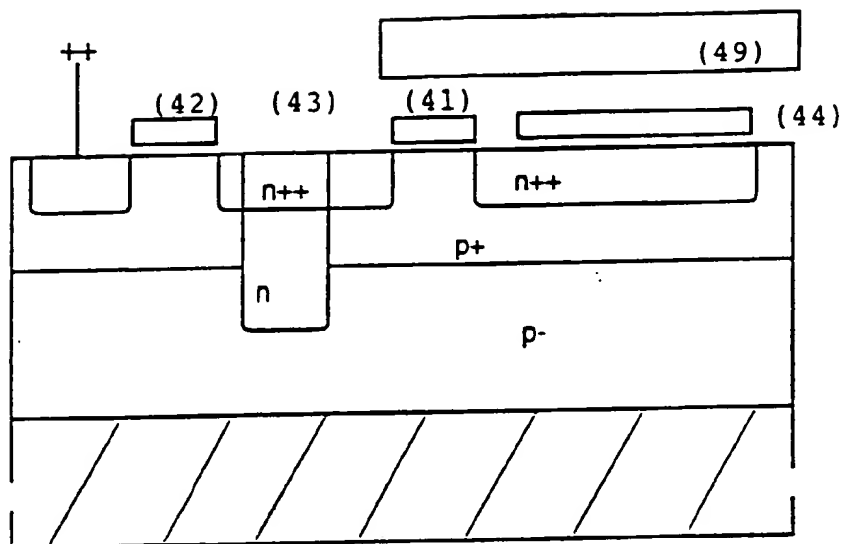 ++
(49)
(42) (43) (41) (44)
n++ n++
p+
n
p-